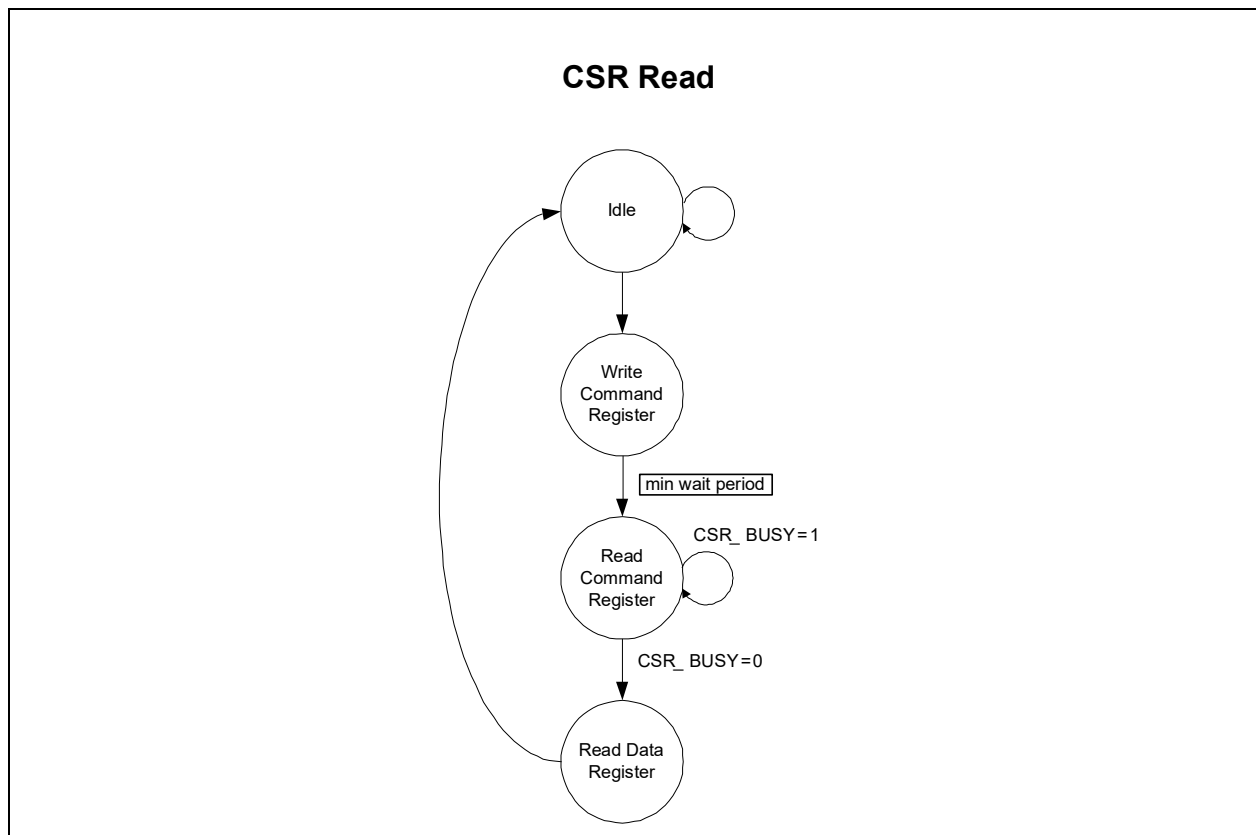 CSR Read
Idle
Write
Command
Register
min wait period
Read
Command
Register
CSR_ BUSY=1
CSR_ BUSY=0
Read Data
Register